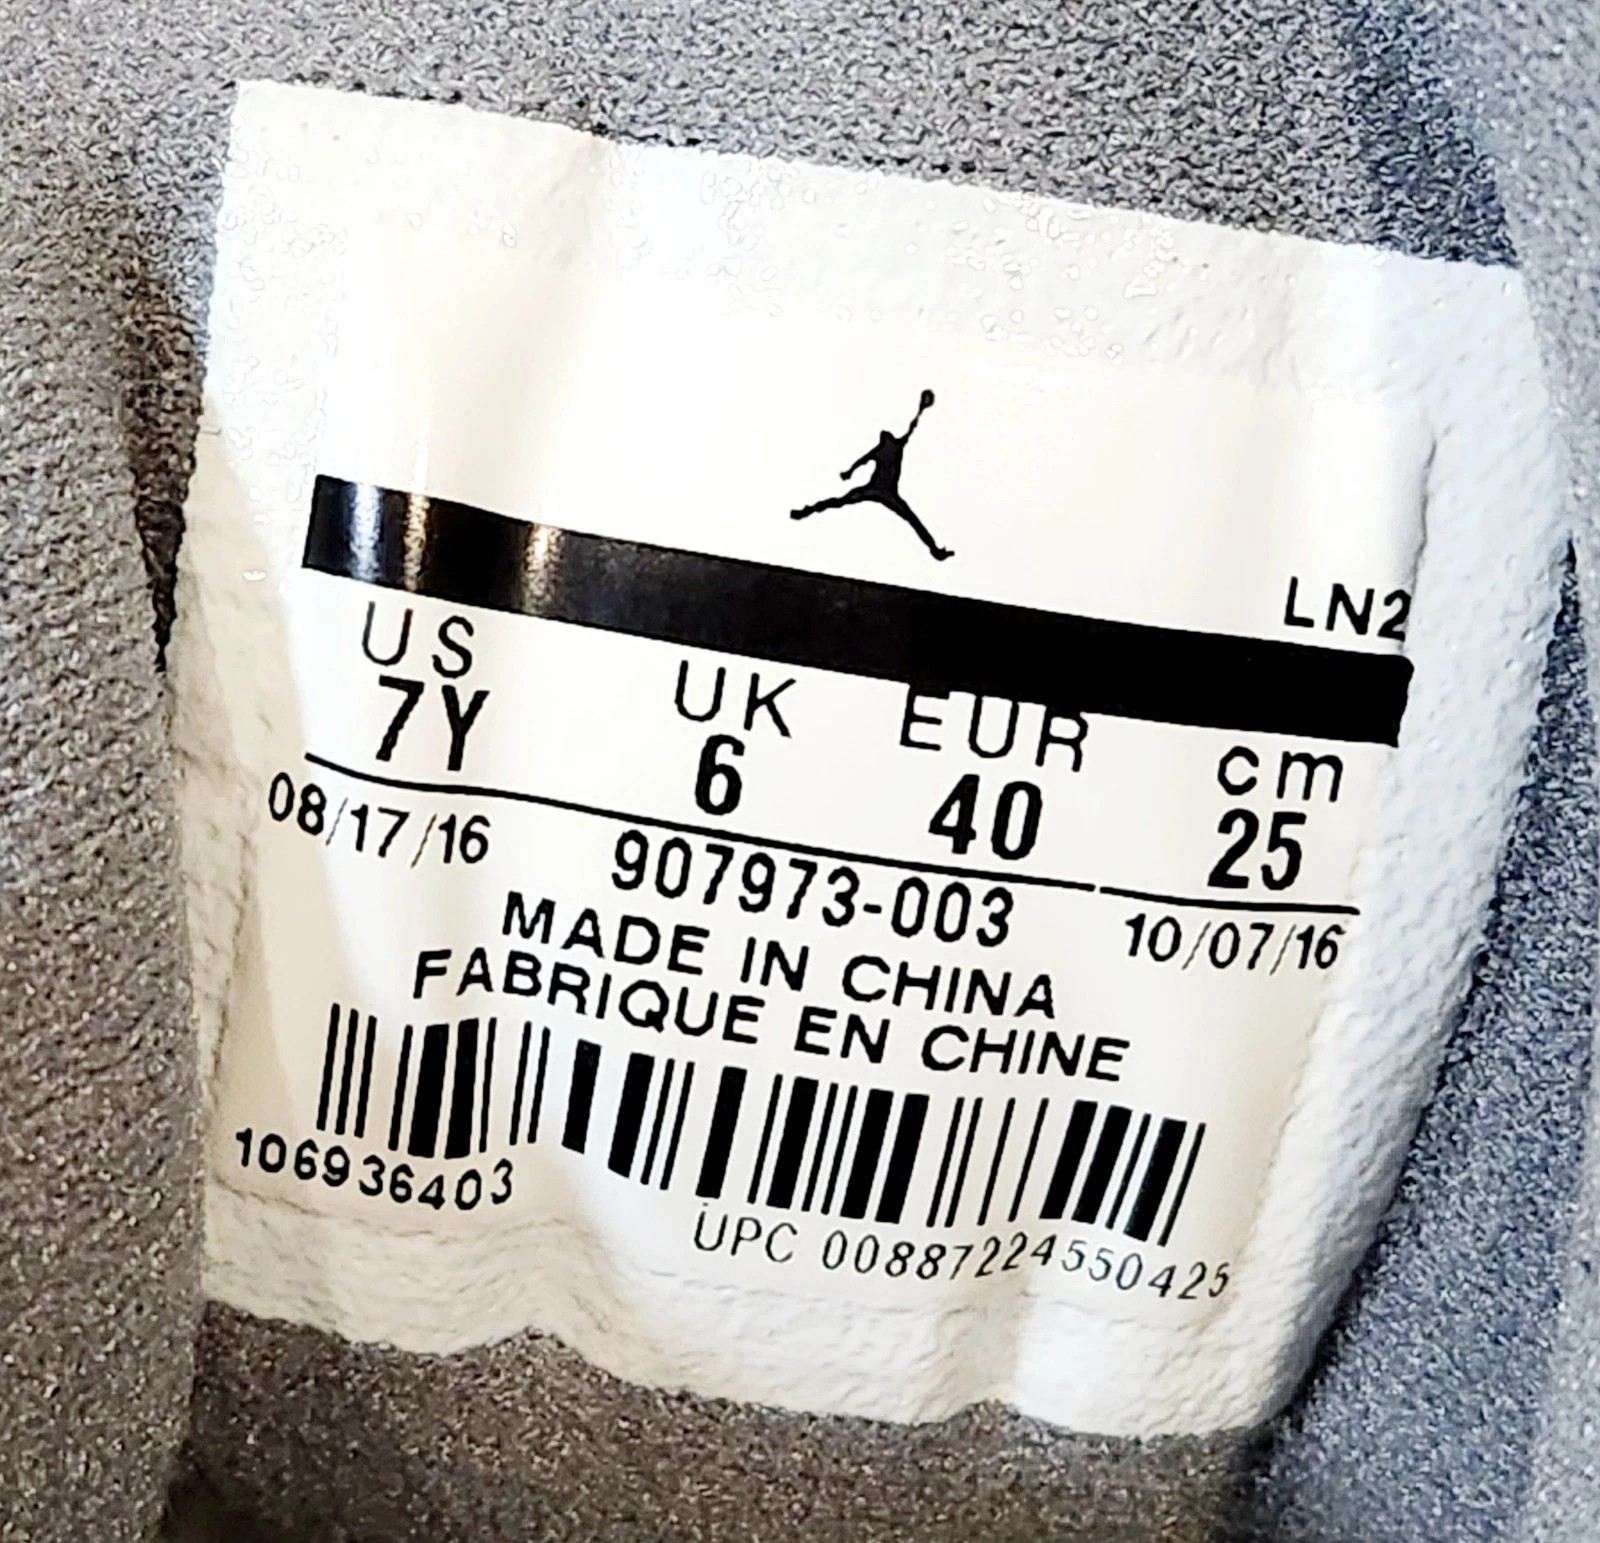 LN2
US UK EUR cm
7Y 6 40 25
08/17/16 907973-003 10/07/16
MADE IN CHINA
FABRIQUE EN CHINE
106936403
UPC 00887224550425